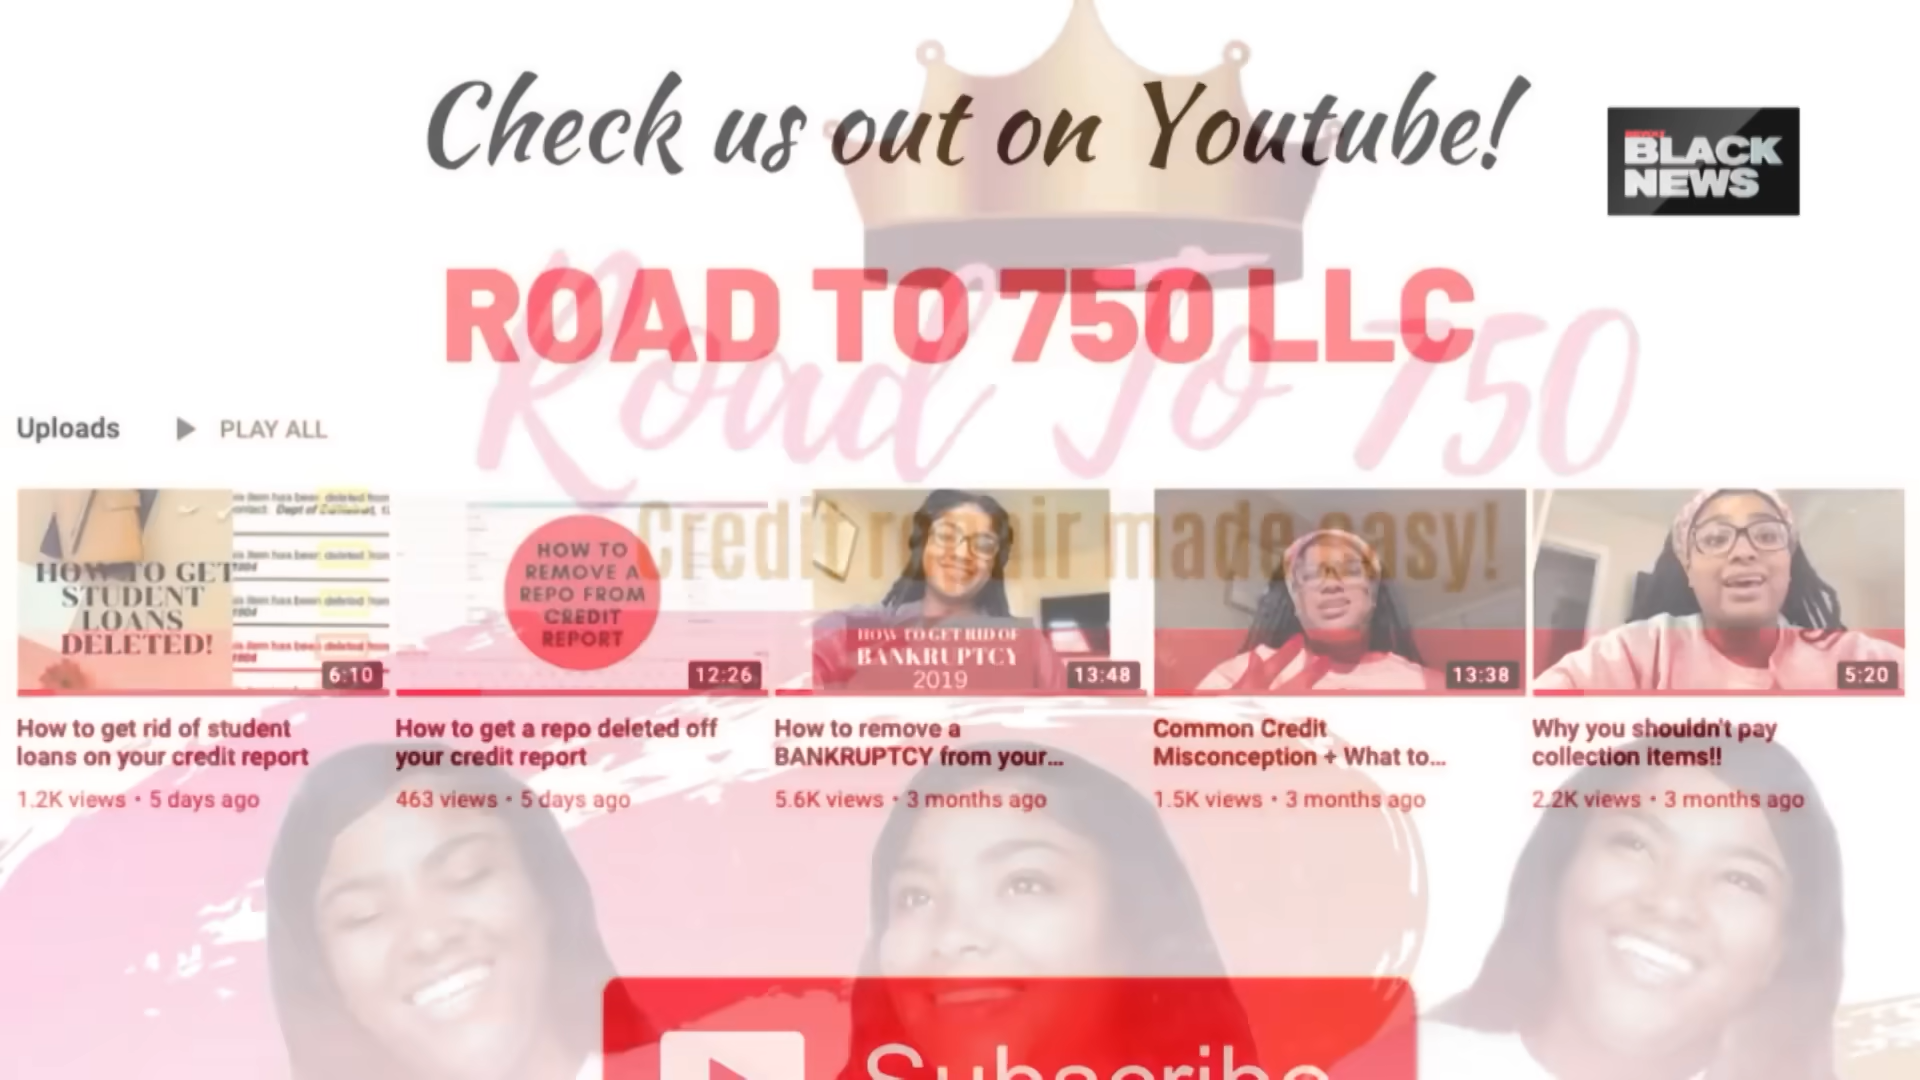 Check us out on Youtube!
BLACK
NEWS
ROAD TO 750 LLC
Road To 750
Uploads
PLAY ALL
Credit repair made easy!
HOW TO GET
STUDENT
LOANS
DELETED!
6:10
HOW TO
REMOVE A
REPO FROM
CREDIT
REPORT
12:26
HOW TO GET RID OF
BANKRUPTCY
2019
13:48
13:38
5:20
How to get rid of student
loans on your credit report
1.2K views • 5 days ago
How to get a repo deleted off
your credit report
463 views • 5 days ago
How to remove a
BANKRUPTCY from your...
5.6K views • 3 months ago
Common Credit
Misconception + What to...
1.5K views • 3 months ago
Why you shouldn't pay
collection items!!
2.2K views • 3 months ago
Subscribe